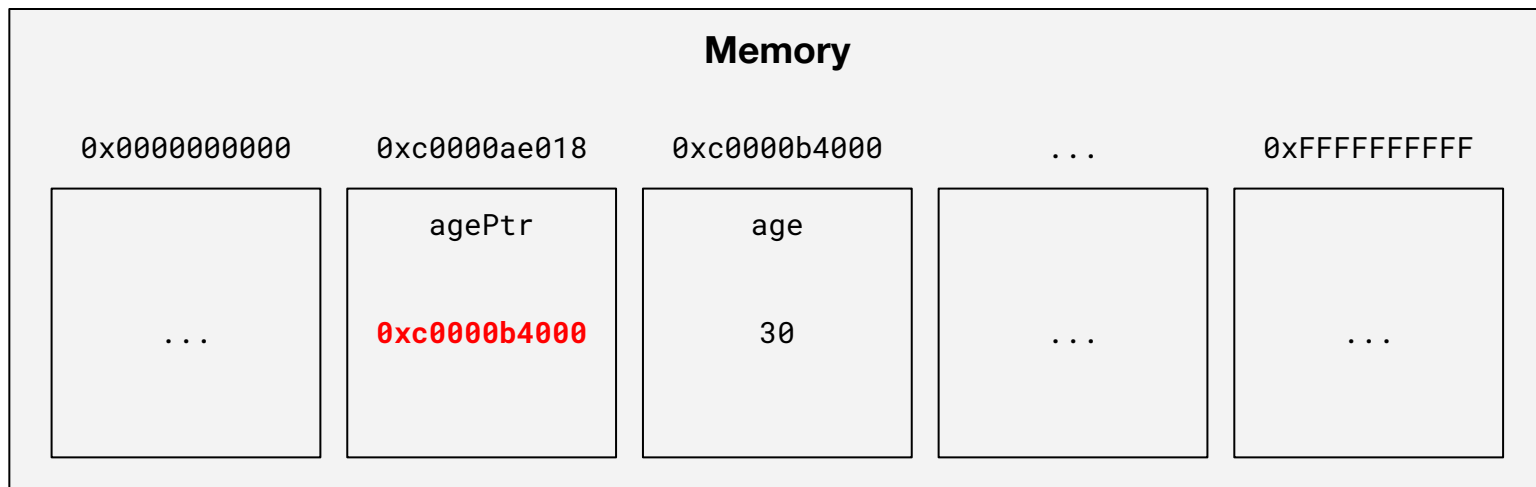 Memory
0x0000000000 0xc0000ae018 0xc0000b4000 ... 0xFFFFFFFFFF
agePtr age
... 0xc0000b4000 30 ... ...